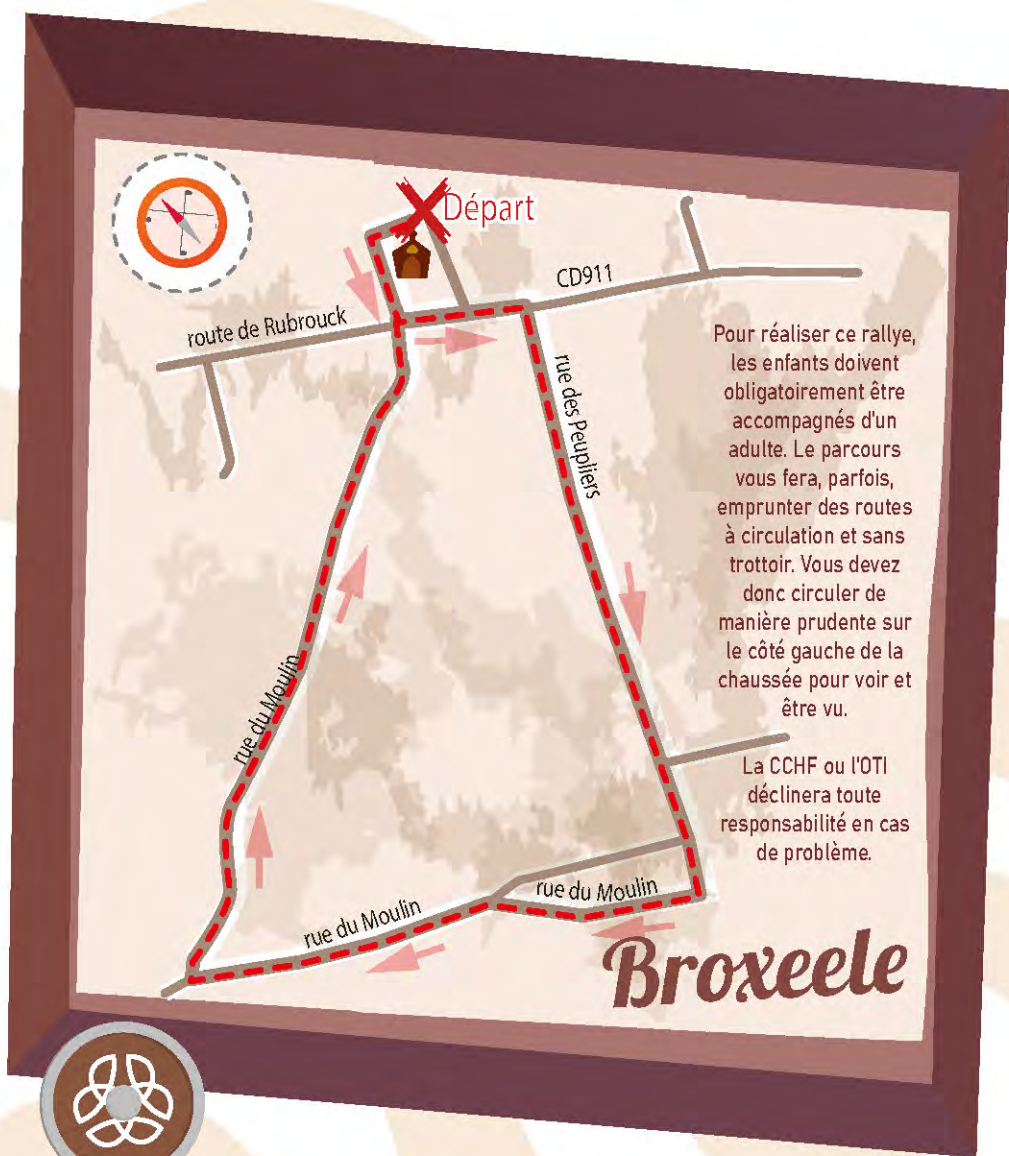 Départ
CD911
route de Rubrouck
rue des Peupliers
Pour réaliser ce rallye,
les enfants doivent
obligatoirement être
accompagnés d'un
adulte. Le parcours
vous fera, parfois,
emprunter des routes
à circulation et sans
trottoir. Vous devez
donc circuler de
manière prudente sur
le côté gauche de la
chaussée pour voir et
être vu.
La CCHF ou l'OTI
déclinera toute
responsabilité en cas
de problème.
rue du Moulin
rue du Moulin
rue du Moulin
Broxeele